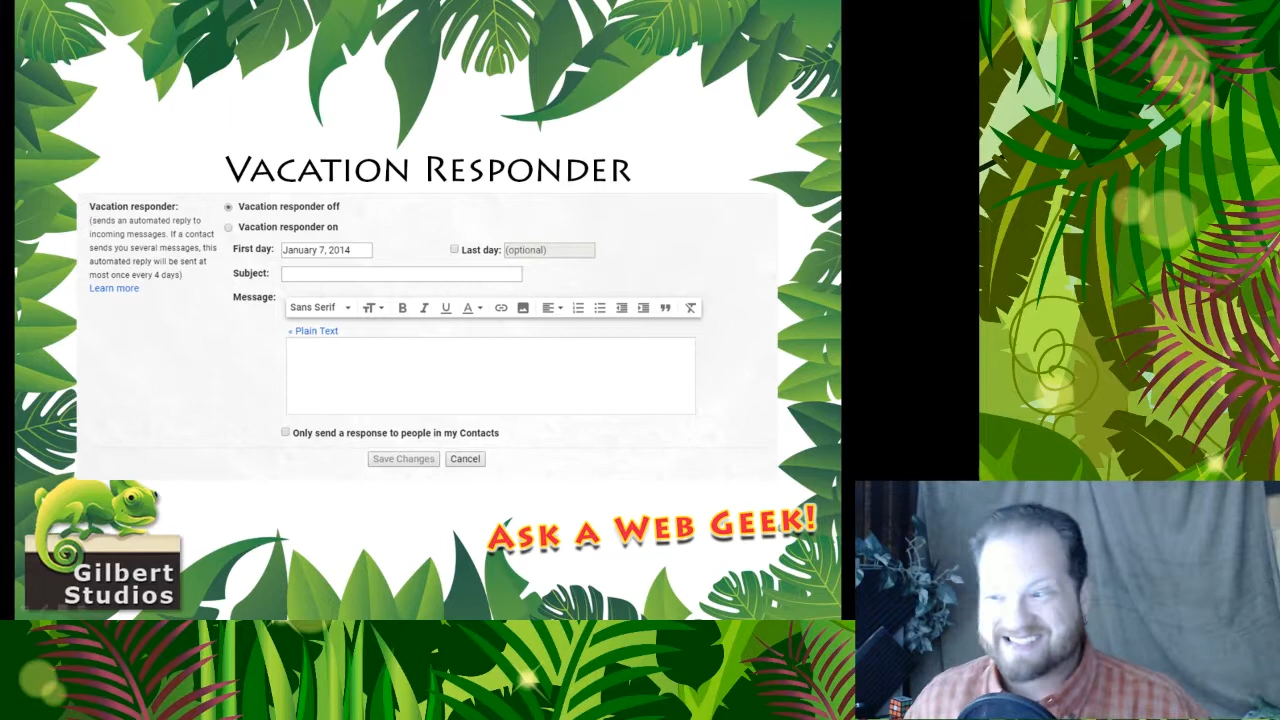 VACATION RESPONDER
Vacation responder:
(sends an automated reply to
incoming messages. If a contact
sends you several messages, this
automated reply will be sent at
most once every 4 days)
Learn more
Vacation responder off
Vacation responder on
First day: January 7, 2014 Last day: (optional)
Subject:
Message:
Sans Serif
« Plain Text
Only send a response to people in my Contacts
Save Changes Cancel
ASK A WEB GEEK!
Gilbert
Studios